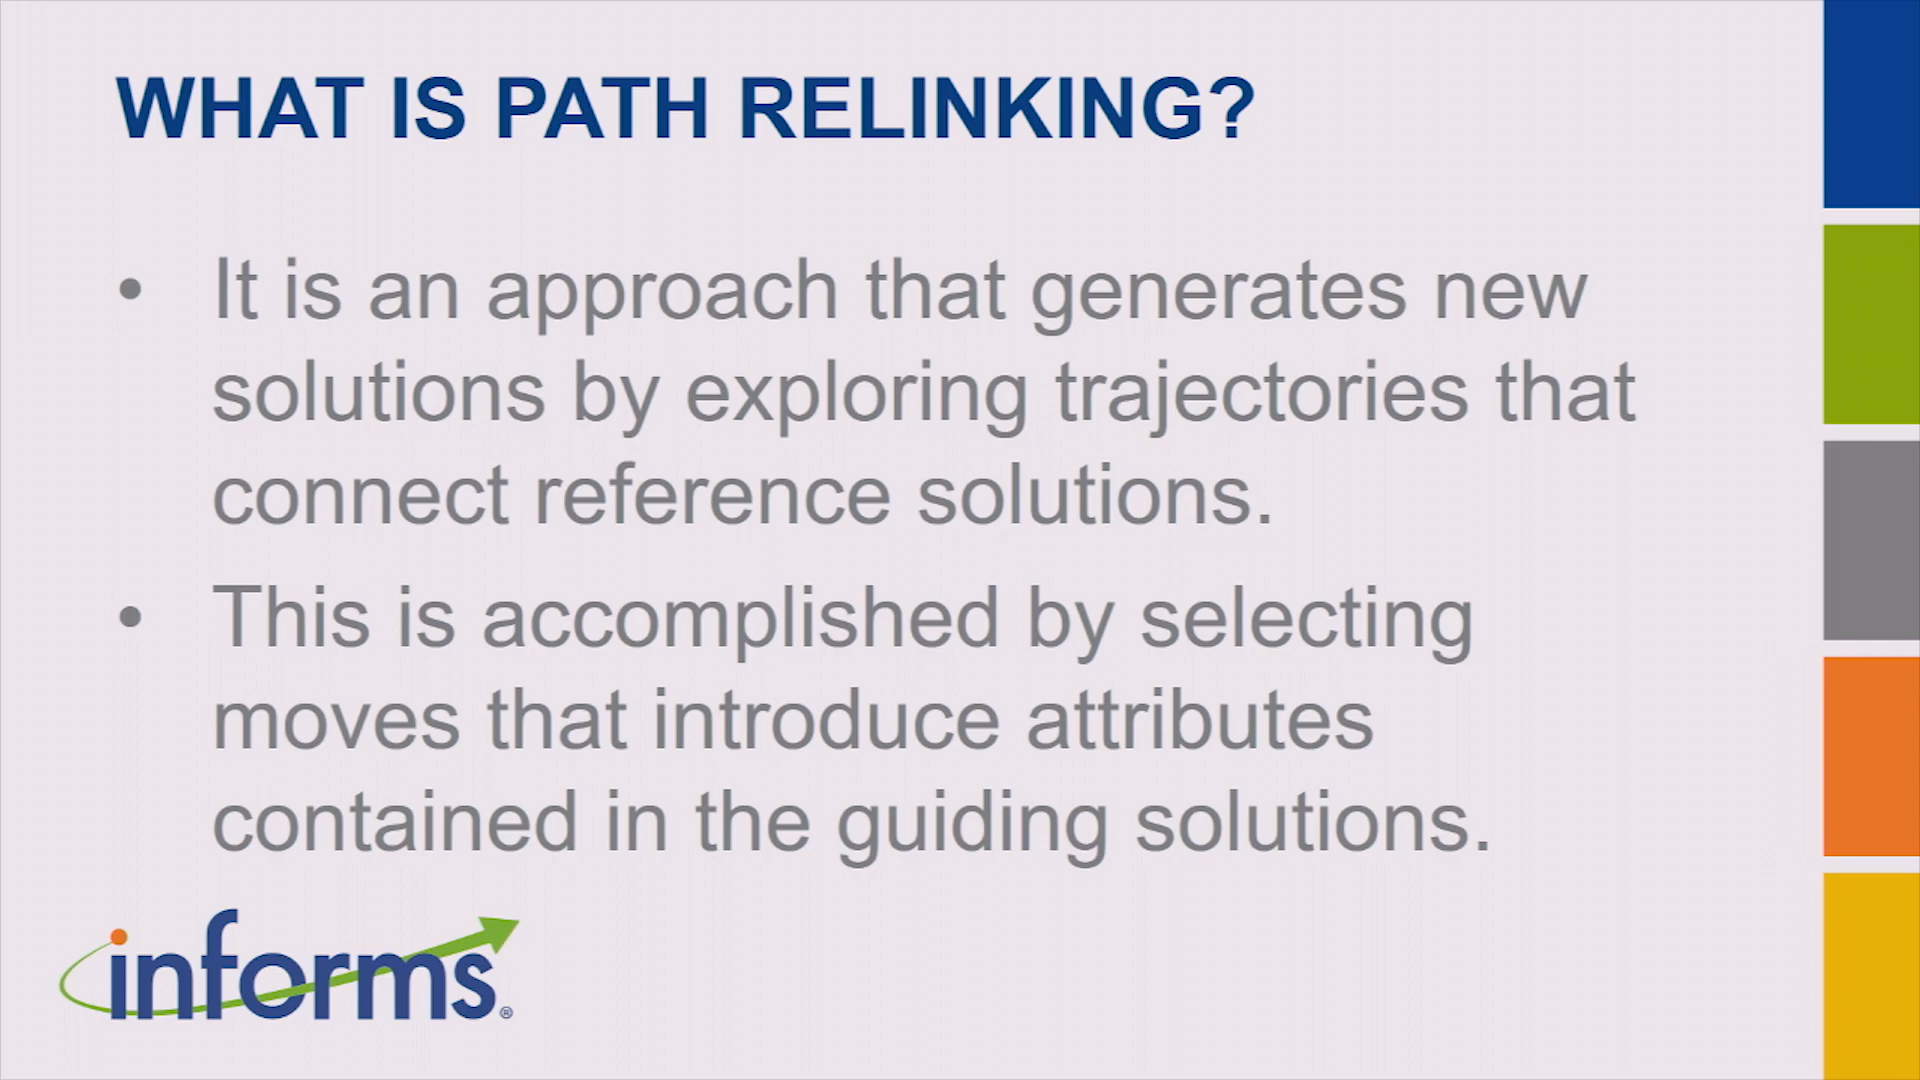 WHAT IS PATH RELINKING?
• It is an approach that generates new
solutions by exploring trajectories that
connect reference solutions.
• This is accomplished by selecting
moves that introduce attributes
contained in the guiding solutions.
informs®